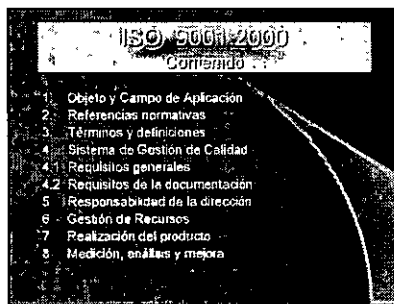 ISO 9001:2000
Contenido
1 Objeto y Campo de Aplicación
2 Referencias normativas
3 Términos y definiciones
4 Sistema de Gestión de Calidad
4.1 Requisitos generales
4.2 Requisitos de la documentación
5 Responsabilidad de la dirección
6 Gestión de Recursos
7 Realización del producto
8 Medición, análisis y mejora